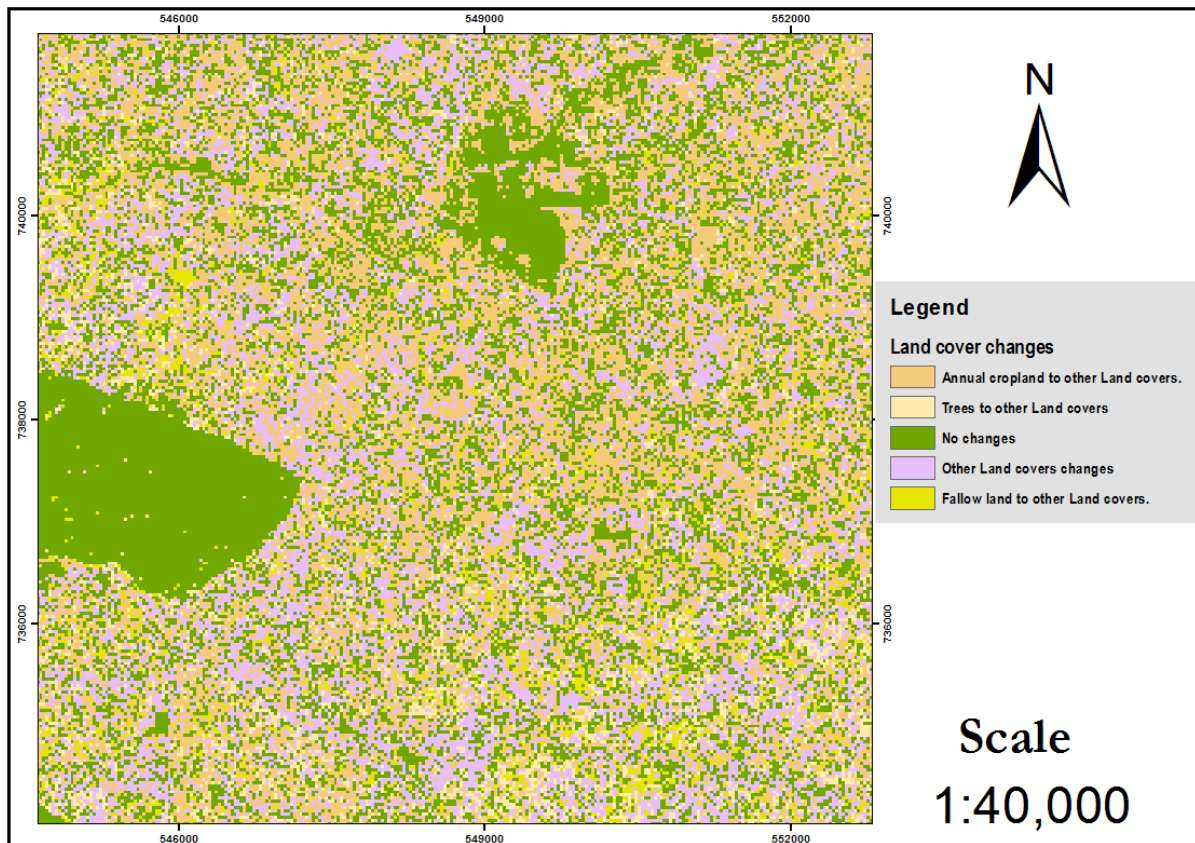 546000 549000 552000
N
740000 740000
Legend
Land cover changes
Annual cropland to other Land covers.
Trees to other Land covers
738000
No changes
Other Land covers changes
Fallow land to other Land covers.
736000 736000
Scale
1:40,000
546000 549000 552000